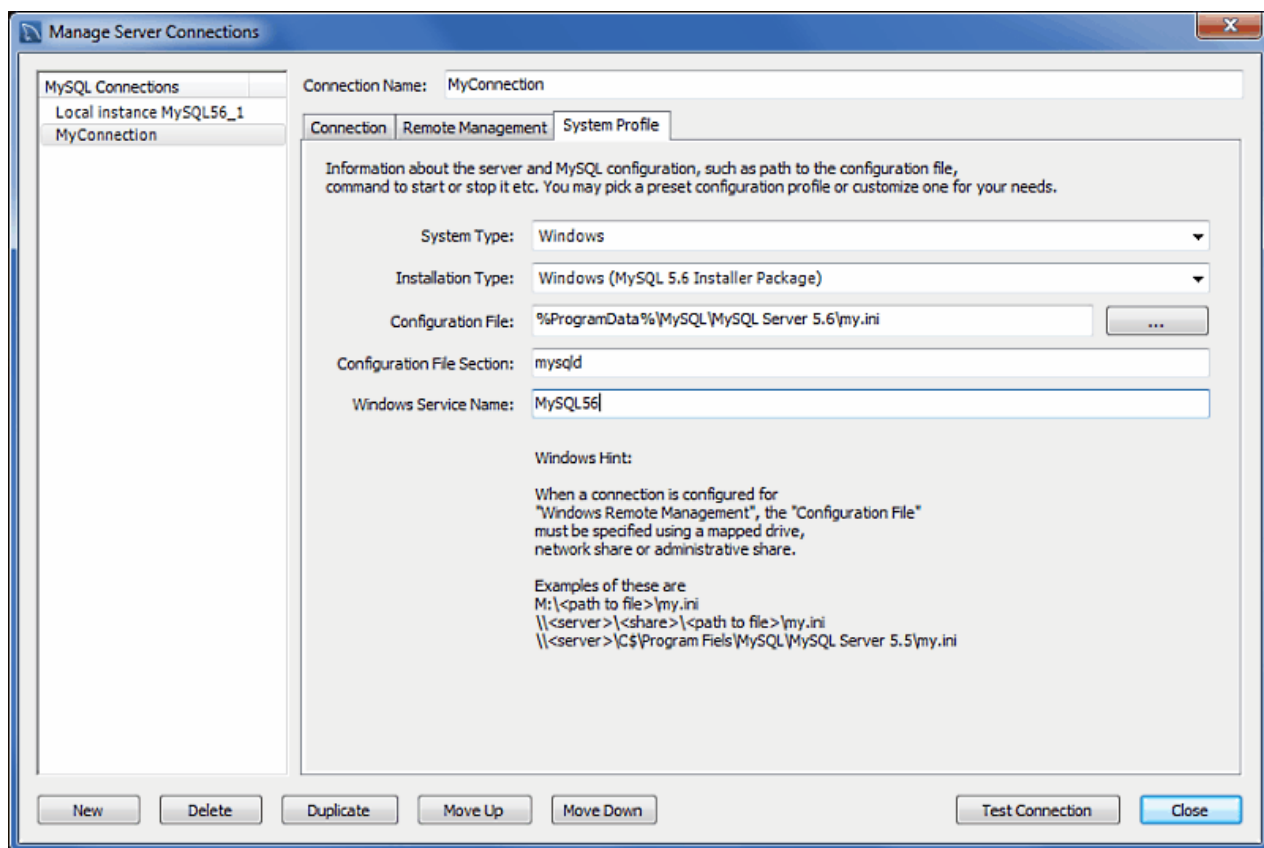 Manage Server Connections
MySQL Connections
Local instance MySQL56_1
MyConnection
Connection Name: MyConnection
Connection Remote Management System Profile
Information about the server and MySQL configuration, such as path to the configuration file,
command to start or stop it etc. You may pick a preset configuration profile or customize one for your needs.
System Type: Windows
Installation Type: Windows (MySQL 5.6 Installer Package)
Configuration File: %ProgramData%\MySQL\MySQL Server 5.6\my.ini ...
Configuration File Section: mysqld
Windows Service Name: MySQL56
Windows Hint:
When a connection is configured for
"Windows Remote Management", the "Configuration File"
must be specified using a mapped drive,
network share or administrative share.
Examples of these are
M:\<path to file>\my.ini
\\<server>\<share>\<path to file>\my.ini
\\<server>\C$\Program Fiels\MySQL\MySQL Server 5.5\my.ini
New Delete Duplicate Move Up Move Down Test Connection Close